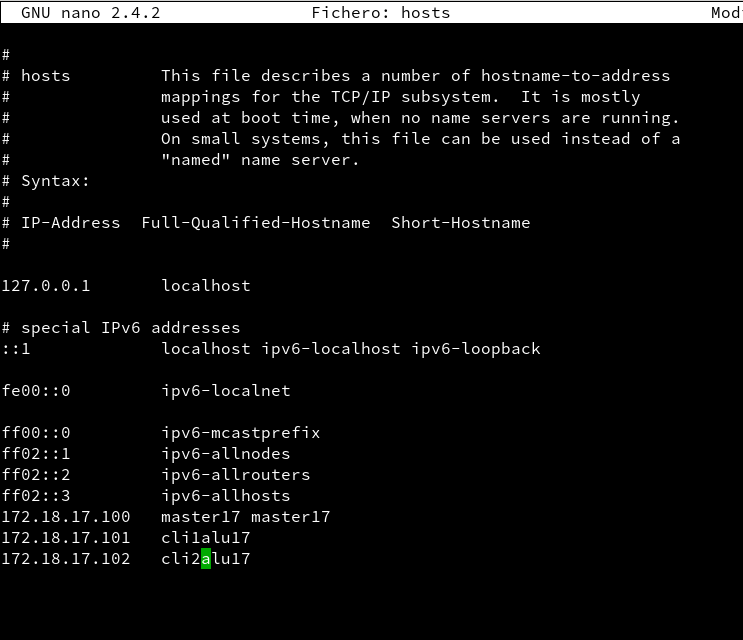 GNU nano 2.4.2 Fichero: hosts Mod
#
# hosts This file describes a number of hostname-to-address
# mappings for the TCP/IP subsystem. It is mostly
# used at boot time, when no name servers are running.
# On small systems, this file can be used instead of a
# "named" name server.
# Syntax:
#
# IP-Address Full-Qualified-Hostname Short-Hostname
#
127.0.0.1 localhost
# special IPv6 addresses
::1 localhost ipv6-localhost ipv6-loopback
fe00::0 ipv6-localnet
ff00::0 ipv6-mcastprefix
ff02::1 ipv6-allnodes
ff02::2 ipv6-allrouters
ff02::3 ipv6-allhosts
172.18.17.100 master17 master17
172.18.17.101 cli1alu17
172.18.17.102 cli2alu17